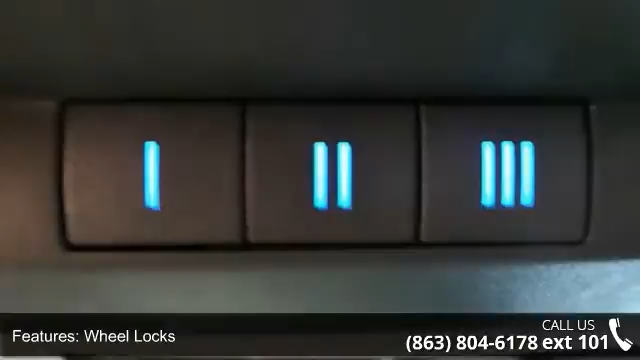 I II III
Features: Wheel Locks
CALL US
(863) 804-6178 ext 101